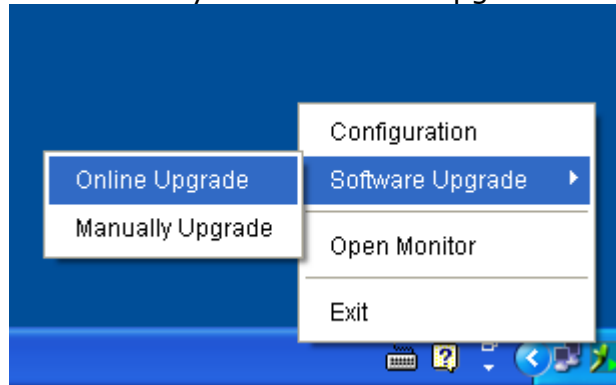 Configuration
Software Upgrade
Online Upgrade
Manually Upgrade
Open Monitor
Exit